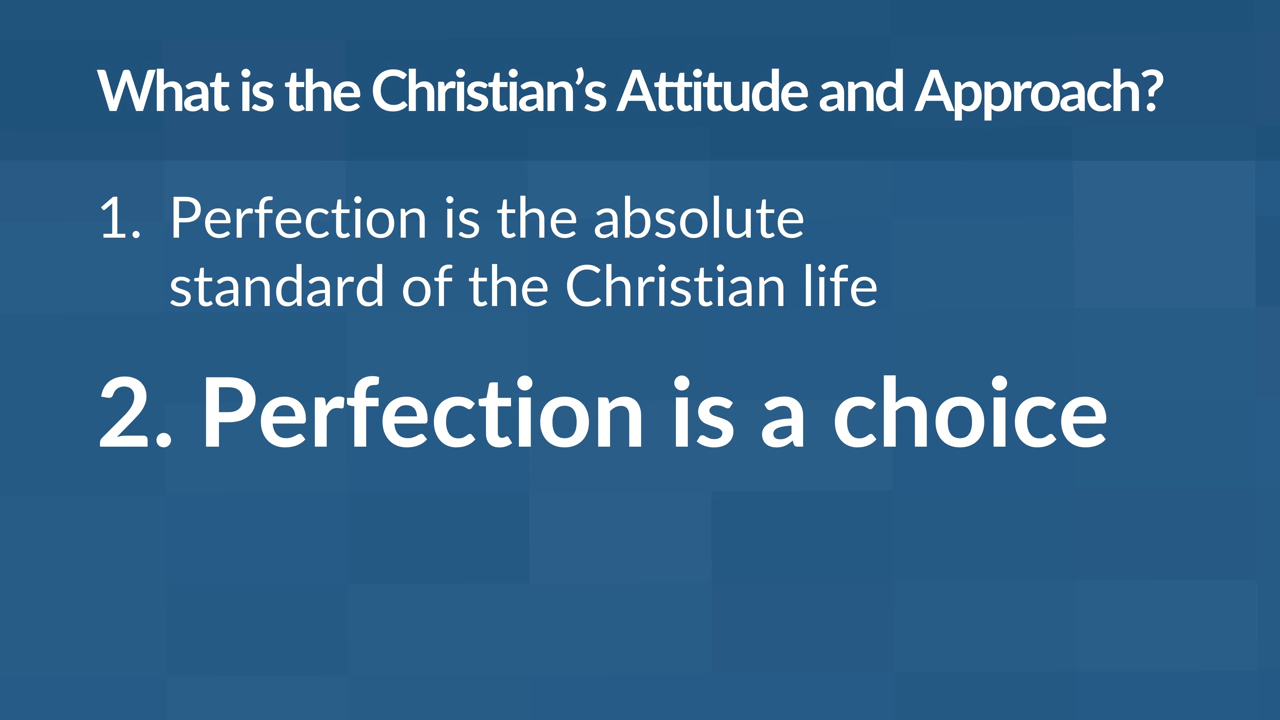 What is the Christian’s Attitude and Approach?
1. Perfection is the absolute
standard of the Christian life
2. Perfection is a choice